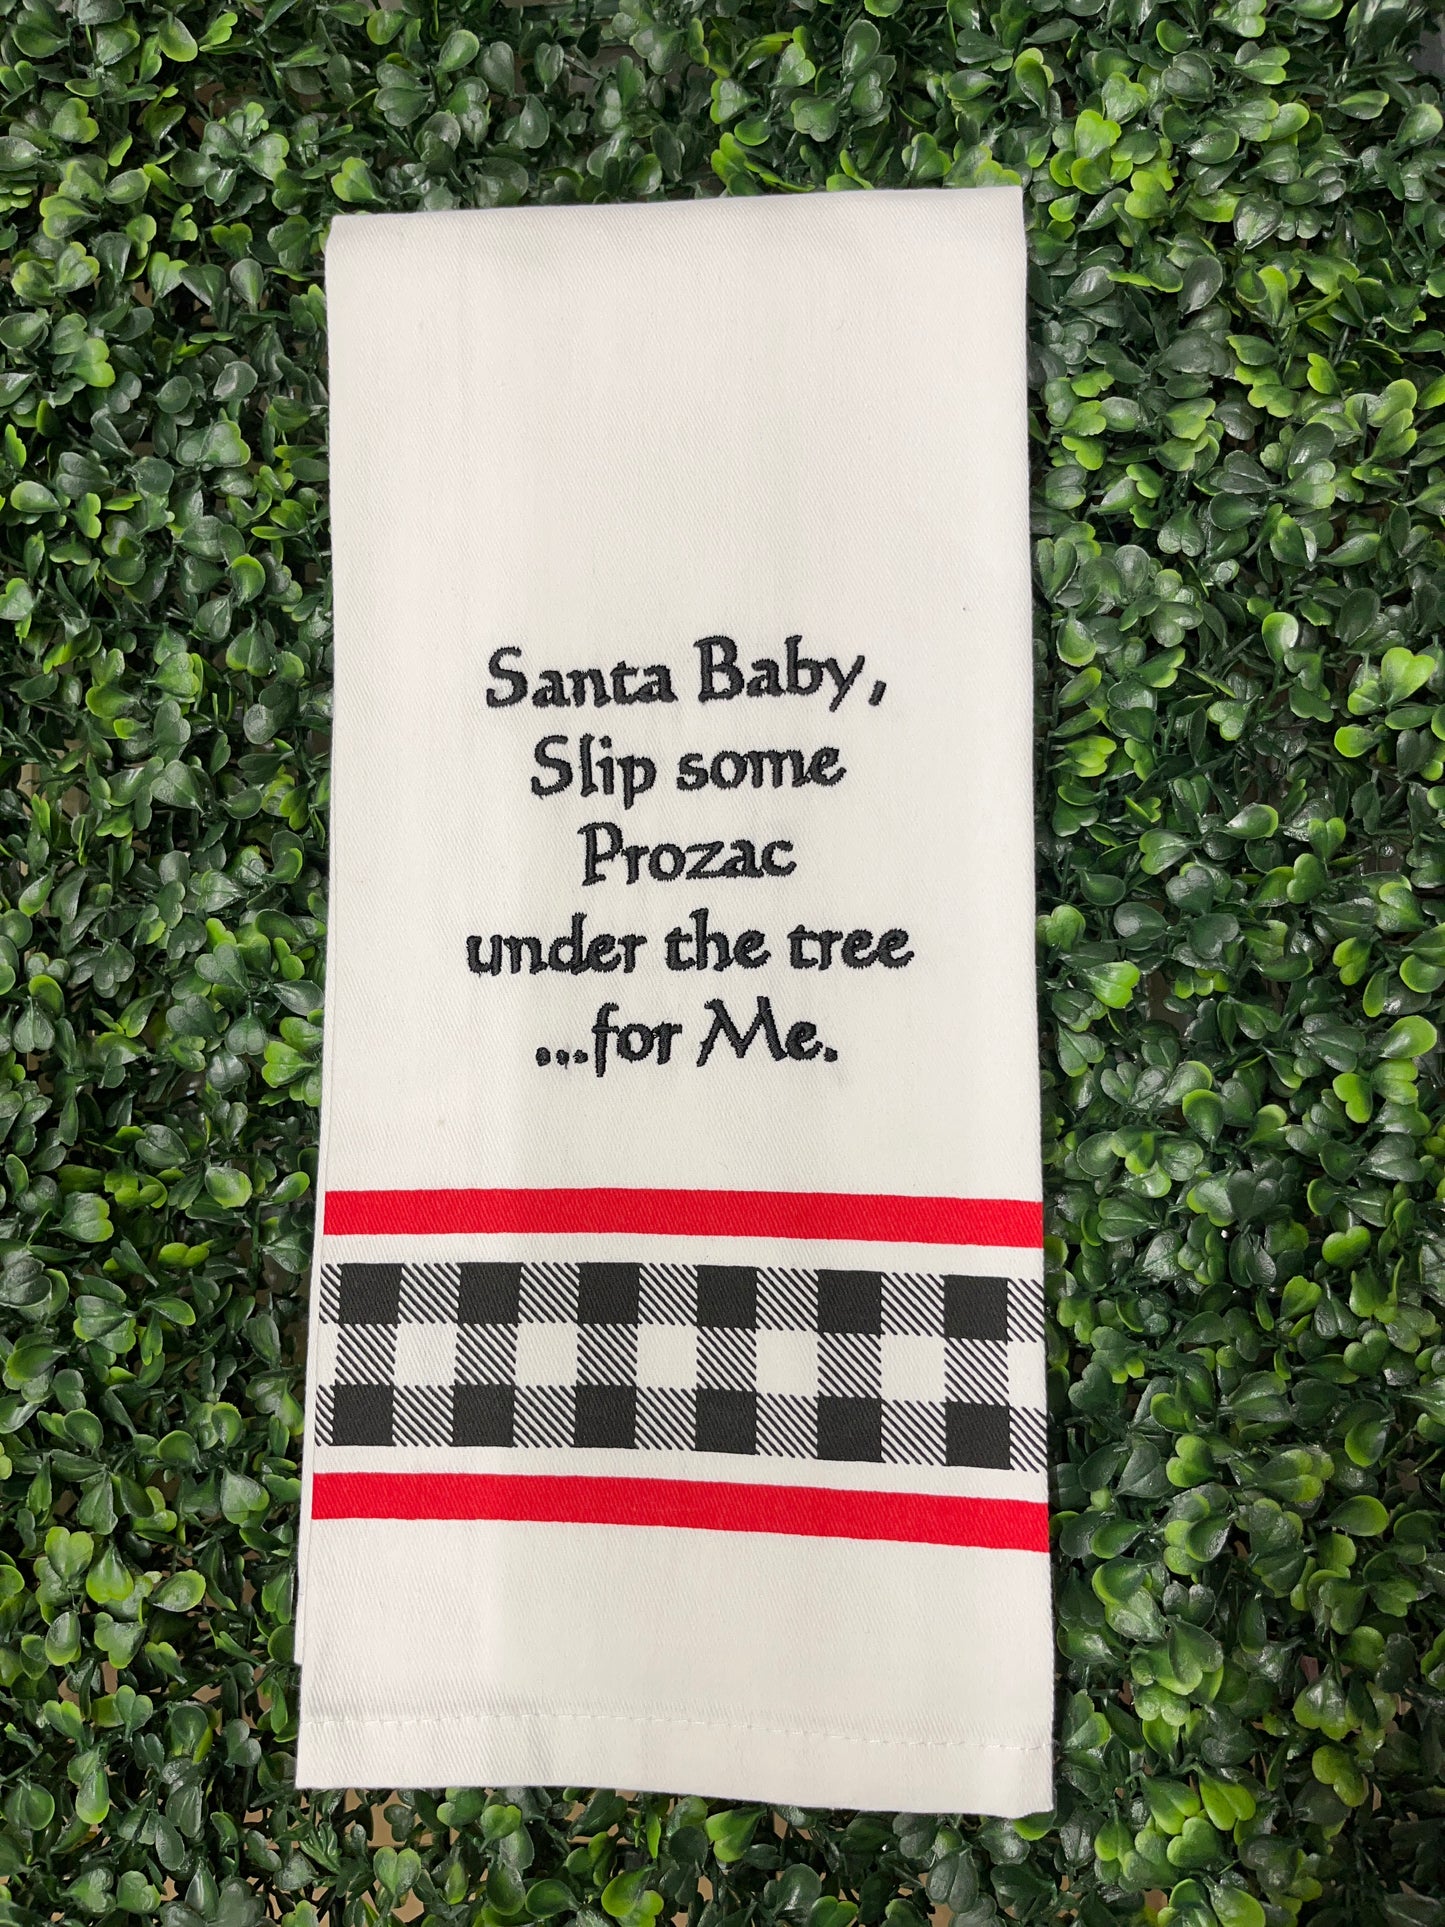 Santa Baby,
Slip some
Prozac
under the tree
...for Me.